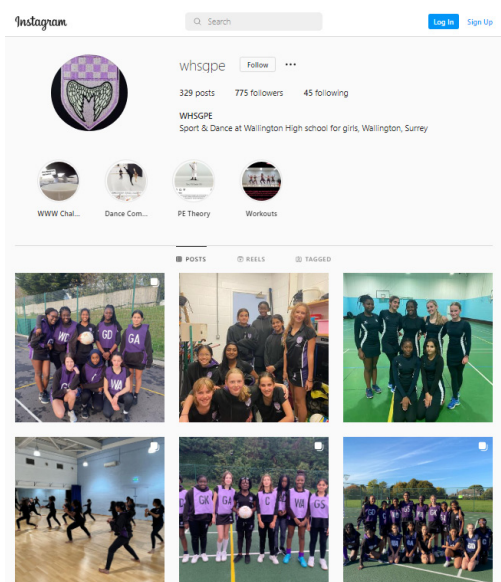 Instagram
Search
Log In
Sign Up
whsgpe
Follow
329 posts 775 followers 45 following
WHSGPE
Sport & Dance at Wallington High school for girls, Wallington, Surrey
WWW Chal... Dance Com... PE Theory Workouts
POSTS REELS TAGGED
WD GD GA
WA
GK GA C WA GS